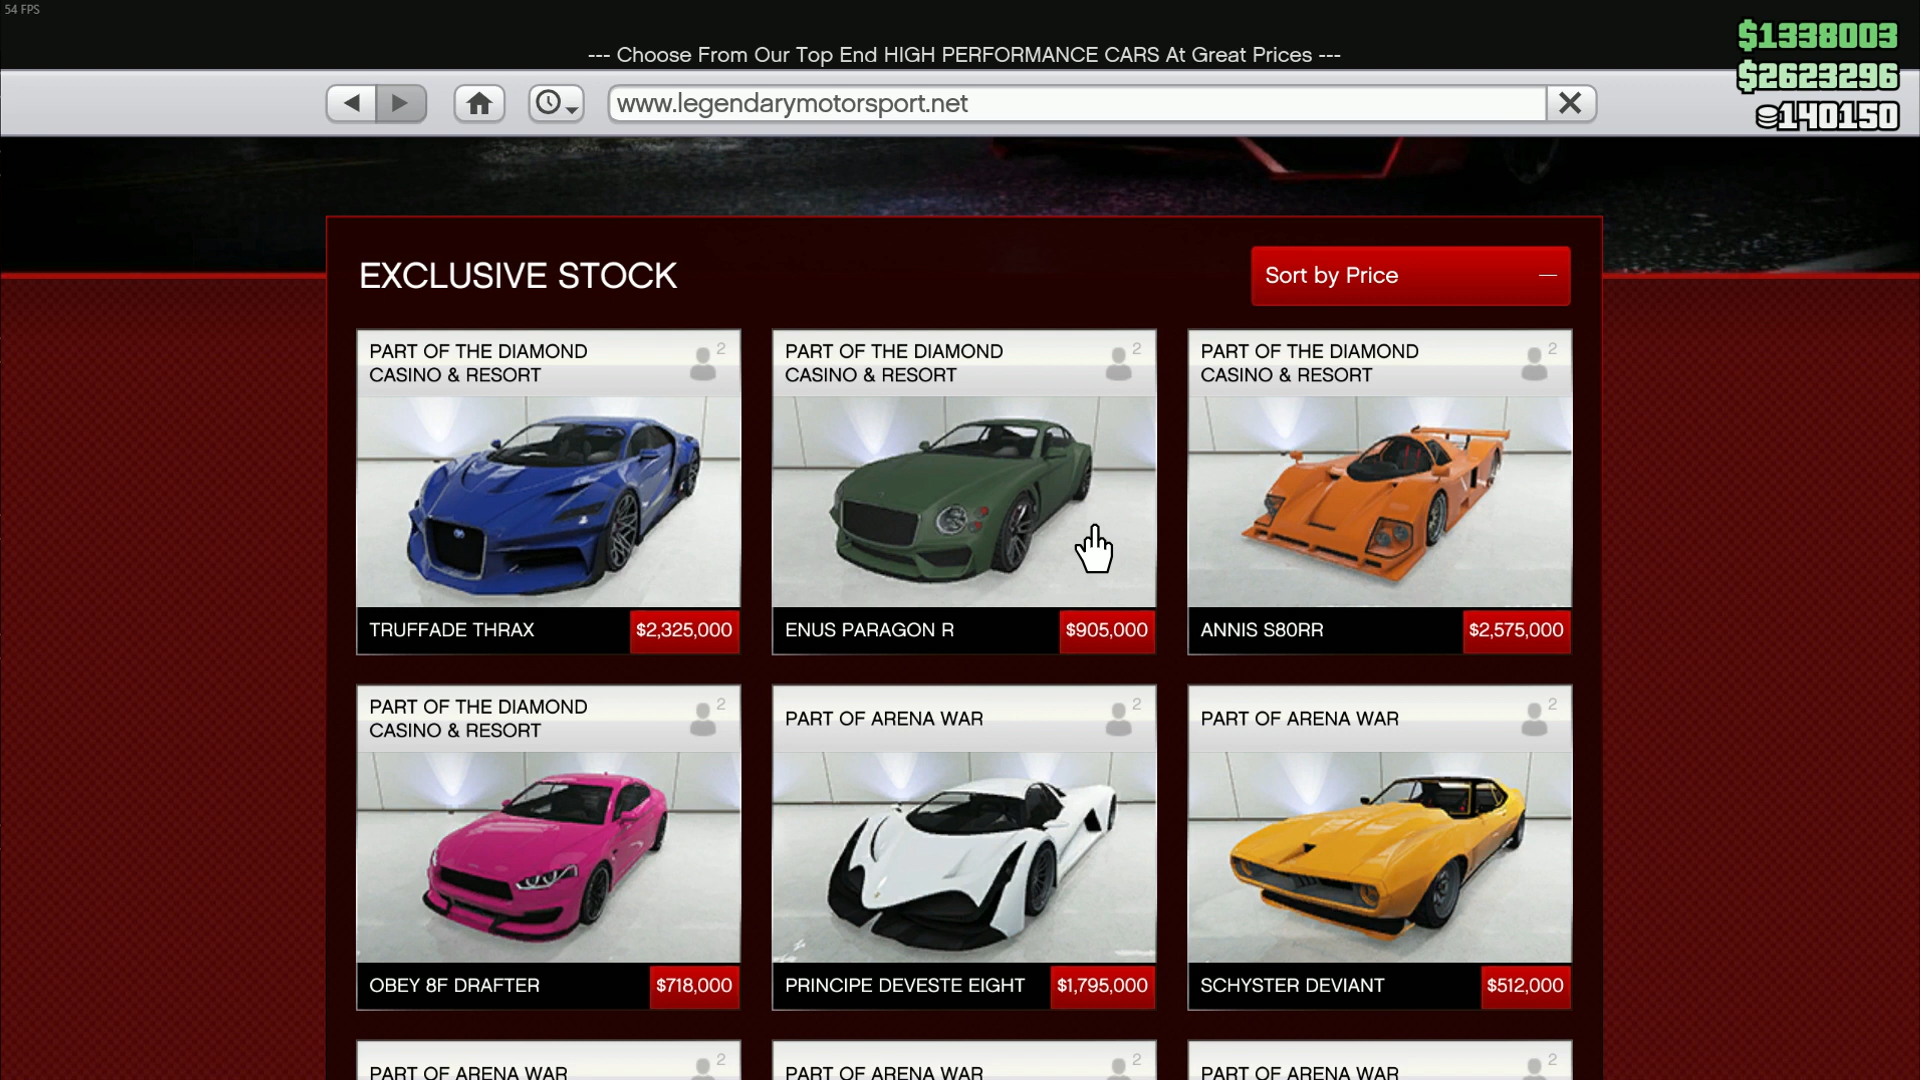 54 FPS
--- Choose From Our Top End HIGH PERFORMANCE CARS At Great Prices ---
$1338003
$2623296
140150
www.legendarymotorsport.net
EXCLUSIVE STOCK
Sort by Price
PART OF THE DIAMOND
CASINO & RESORT
2
TRUFFADE THRAX
$2,325,000
PART OF THE DIAMOND
CASINO & RESORT
2
ENUS PARAGON R
$905,000
PART OF THE DIAMOND
CASINO & RESORT
2
ANNIS S80RR
$2,575,000
PART OF THE DIAMOND
CASINO & RESORT
2
OBEY 8F DRAFTER
$718,000
PART OF ARENA WAR
2
PRINCIPE DEVESTE EIGHT
$1,795,000
PART OF ARENA WAR
2
SCHYSTER DEVIANT
$512,000
PART OF ARENA WAR
2
PART OF ARENA WAR
2
PART OF ARENA WAR
2